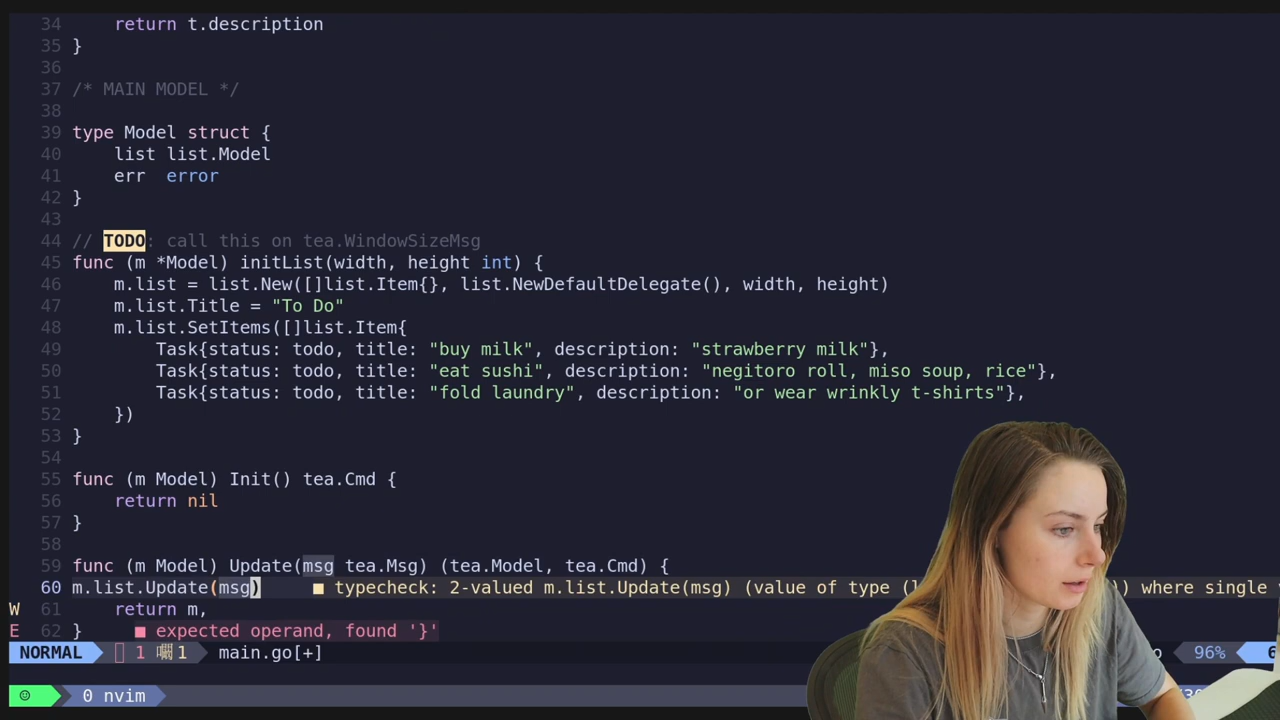 34 return t.description
35 }
36
37 /* MAIN MODEL */
38
39 type Model struct {
40 list list.Model
41 err  error
42 }
43
44 // TODO: call this on tea.WindowSizeMsg
45 func (m *Model) initList(width, height int) {
46 m.list = list.New([]list.Item{}, list.NewDefaultDelegate(), width, height)
47 m.list.Title = "To Do"
48 m.list.SetItems([]list.Item{
49 Task{status: todo, title: "buy milk", description: "strawberry milk"},
50 Task{status: todo, title: "eat sushi", description: "negitoro roll, miso soup, rice"},
51 Task{status: todo, title: "fold laundry", description: "or wear wrinkly t-shirts"},
52 })
53 }
54
55 func (m Model) Init() tea.Cmd {
56 return nil
57 }
58
59 func (m Model) Update(msg tea.Msg) (tea.Model, tea.Cmd) {
60 m.list.Update(msg) ■ typecheck: 2-valued m.list.Update(msg) (value of type ( )) where single
W 61 return m,
E 62 } ■ expected operand, found '}'
NORMAL 1 1 main.go[+] 96%
0 nvim